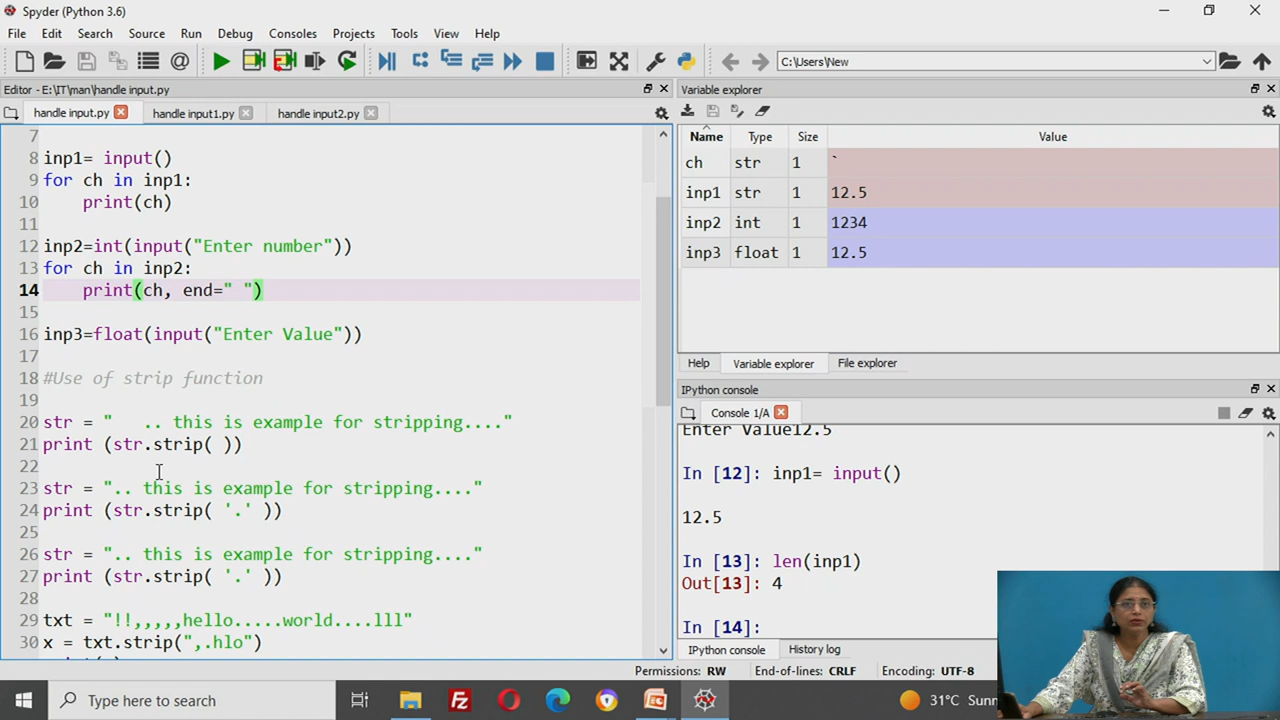 Spyder (Python 3.6)
File Edit Search Source Run Debug Consoles Projects Tools View Help
C:\Users\New
Editor - E:\IT\man\handle input.py
handle input.py handle input1.py handle input2.py
7
8 inp1= input()
9 for ch in inp1:
10 print(ch)
11
12 inp2=int(input("Enter number"))
13 for ch in inp2:
14 print(ch, end=" ")
15
16 inp3=float(input("Enter Value"))
17
18 #Use of strip function
19
20 str = "   .. this is example for stripping...."
21 print (str.strip( ))
22
23 str = ".. this is example for stripping...."
24 print (str.strip( '.' ))
25
26 str = ".. this is example for stripping...."
27 print (str.strip( '.' ))
28
29 txt = "!!,,,,,hello.....world....lll"
30 x = txt.strip(",.hlo")
Variable explorer
Name Type Size Value
ch str 1 `
inp1 str 1 12.5
inp2 int 1 1234
inp3 float 1 12.5
Help Variable explorer File explorer
IPython console
Console 1/A
Enter Value12.5
In [12]: inp1= input()
12.5
In [13]: len(inp1)
Out[13]: 4
In [14]:
IPython console History log
Permissions: RW End-of-lines: CRLF Encoding: UTF-8
Type here to search
31°C Sunn